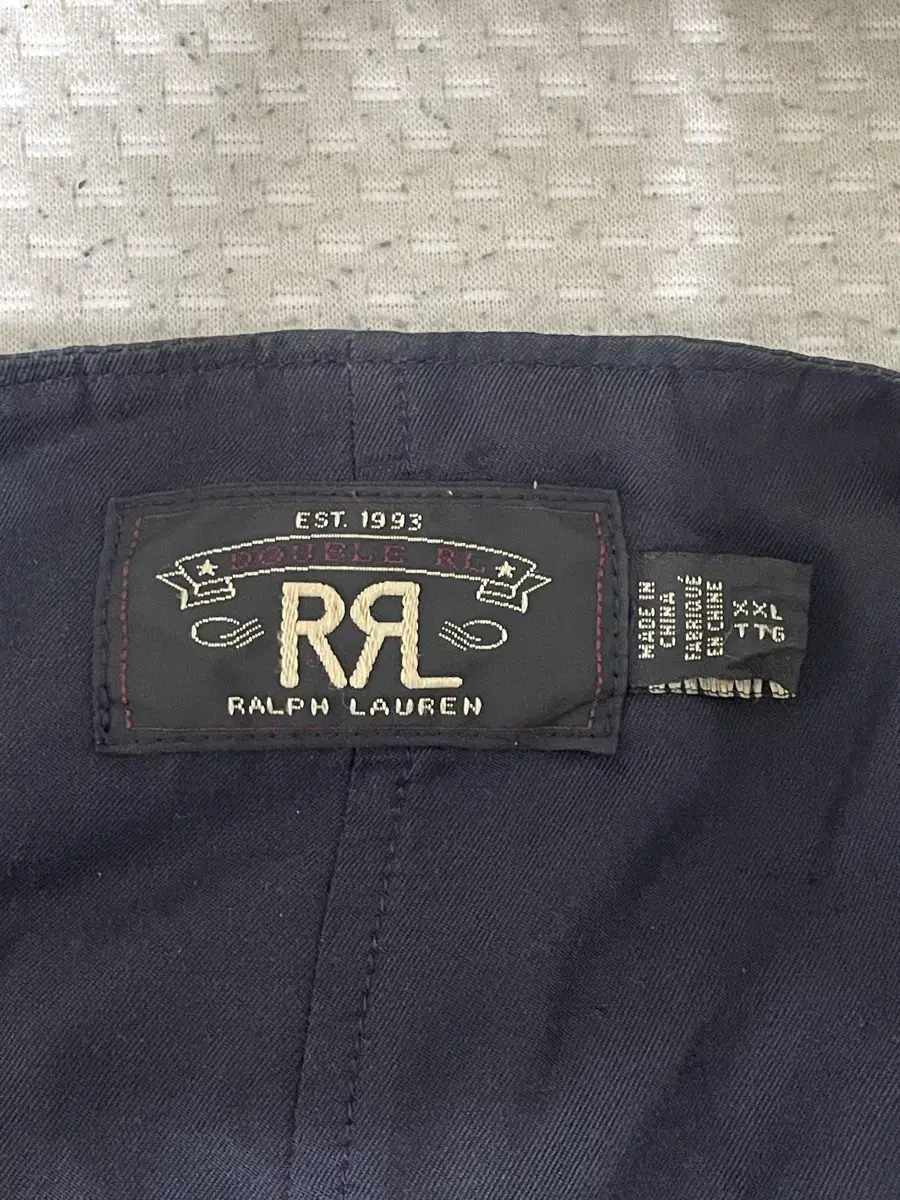 EST. 1993
DOUBLE RL
RRL
RALPH LAUREN
MADE IN
CHINA
FABRIQUÉ
EN CHINE
XXL
TTG